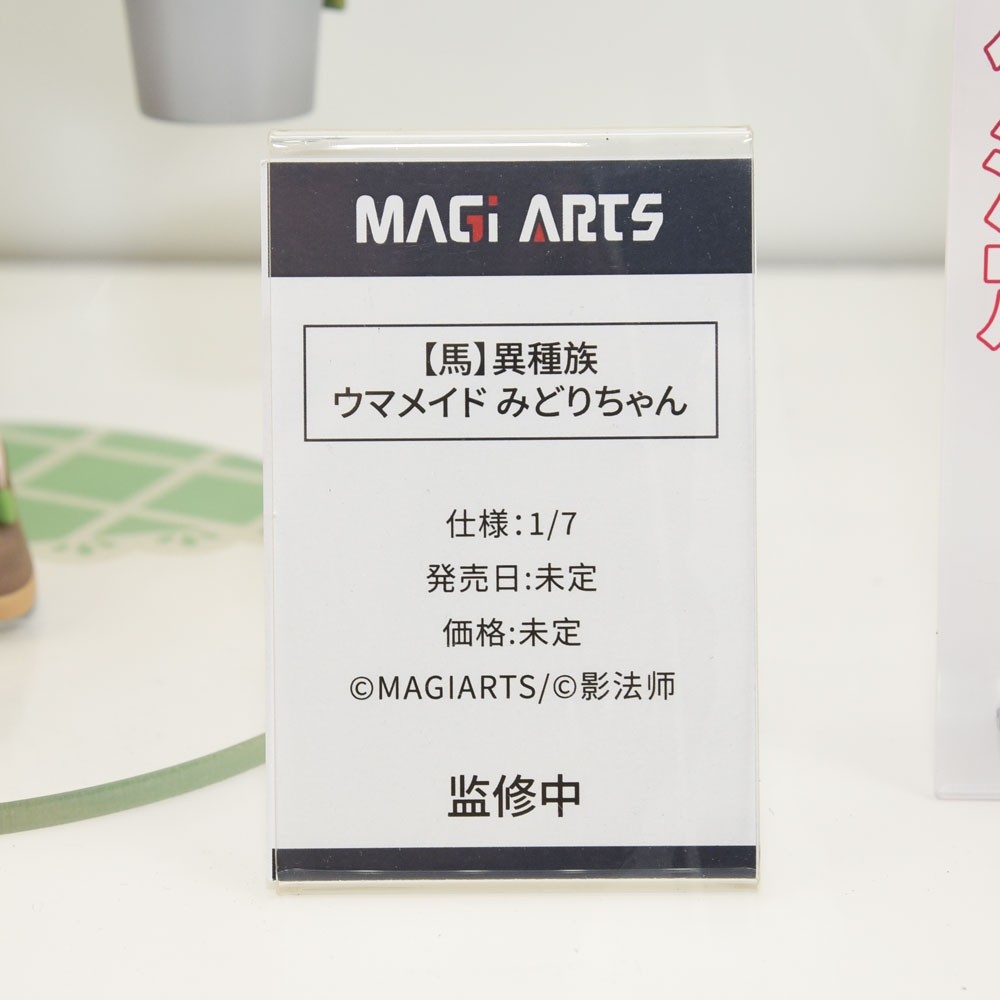 MAGi ARTS
【馬】異種族
ウマメイド みどりちゃん
仕様：1/7
発売日:未定
価格:未定
©MAGIARTS/©影法师
监修中